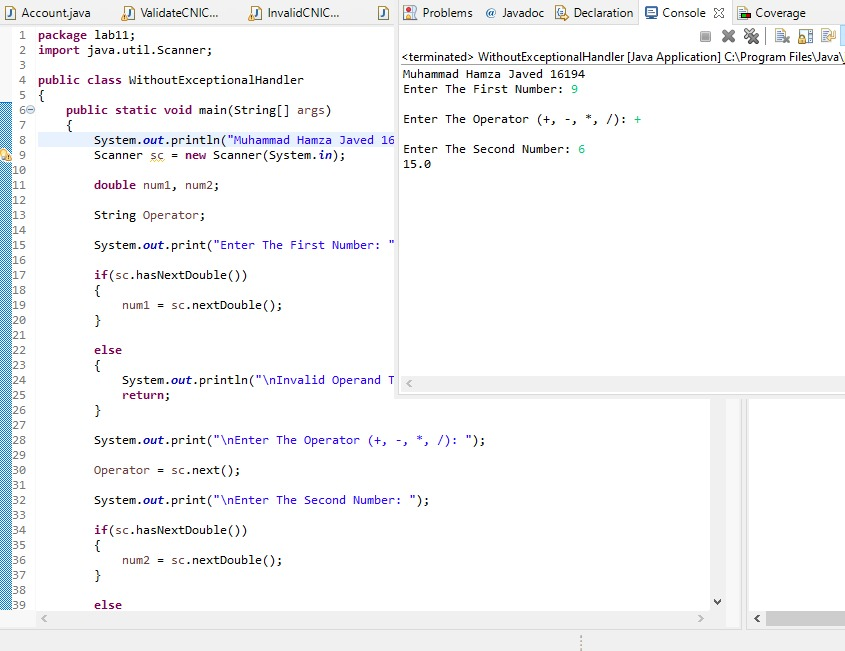 Account.java ValidateCNIC... InvalidCNIC...
Problems Javadoc Declaration Console Coverage
<terminated> WithoutExceptionalHandler [Java Application] C:\Program Files\Java\
Muhammad Hamza Javed 16194
Enter The First Number: 9
Enter The Operator (+, -, *, /): +
Enter The Second Number: 6
15.0
1 package lab11;
2 import java.util.Scanner;
3
4 public class WithoutExceptionalHandler
5 {
6 public static void main(String[] args)
7 {
8 System.out.println("Muhammad Hamza Javed 16
9 Scanner sc = new Scanner(System.in);
10
11 double num1, num2;
12
13 String Operator;
14
15 System.out.print("Enter The First Number: "
16
17 if(sc.hasNextDouble())
18 {
19 num1 = sc.nextDouble();
20 }
21
22 else
23 {
24 System.out.println("\nInvalid Operand T
25 return;
26 }
27
28 System.out.print("\nEnter The Operator (+, -, *, /): ");
29
30 Operator = sc.next();
31
32 System.out.print("\nEnter The Second Number: ");
33
34 if(sc.hasNextDouble())
35 {
36 num2 = sc.nextDouble();
37 }
38
39 else